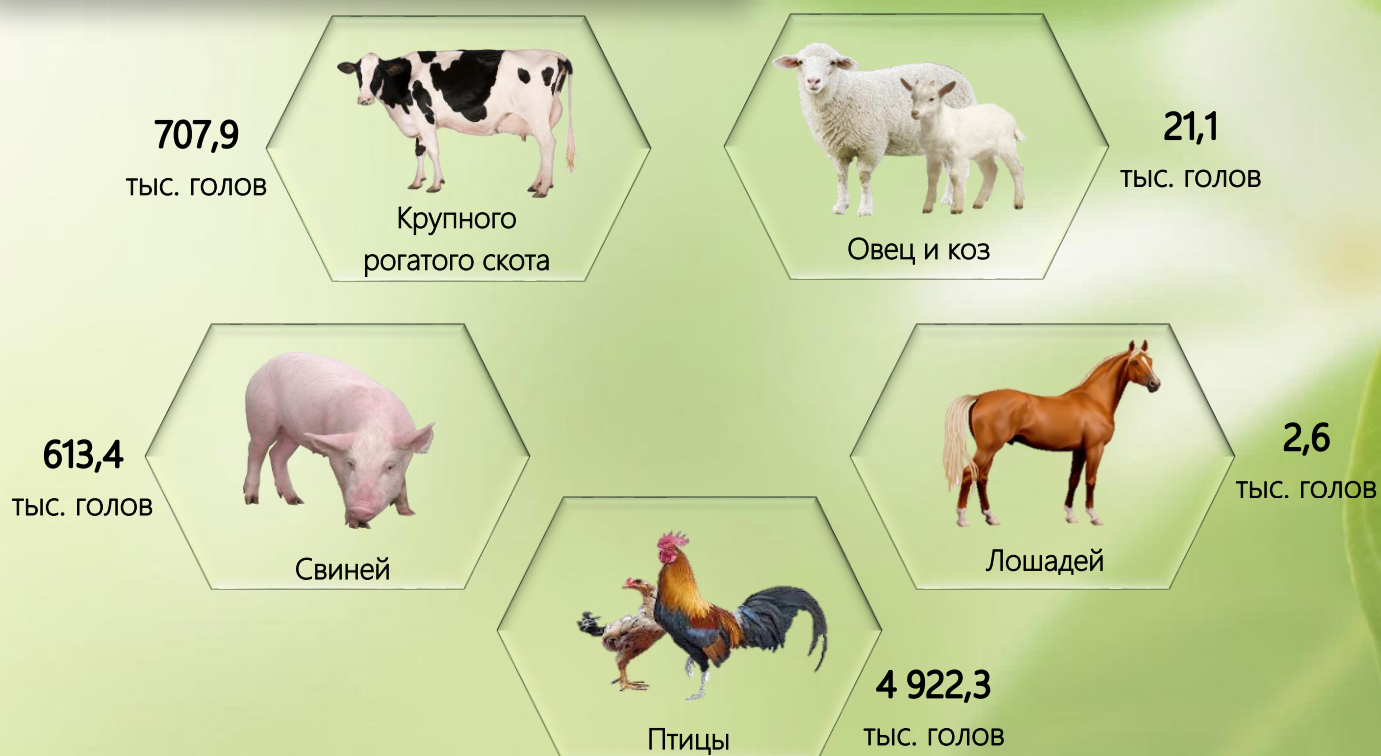 707,9
тыс. голов
Крупного
рогатого скота
21,1
тыс. голов
Овец и коз
613,4
тыс. голов
Свиней
2,6
тыс. голов
Лошадей
4 922,3
тыс. голов
Птицы